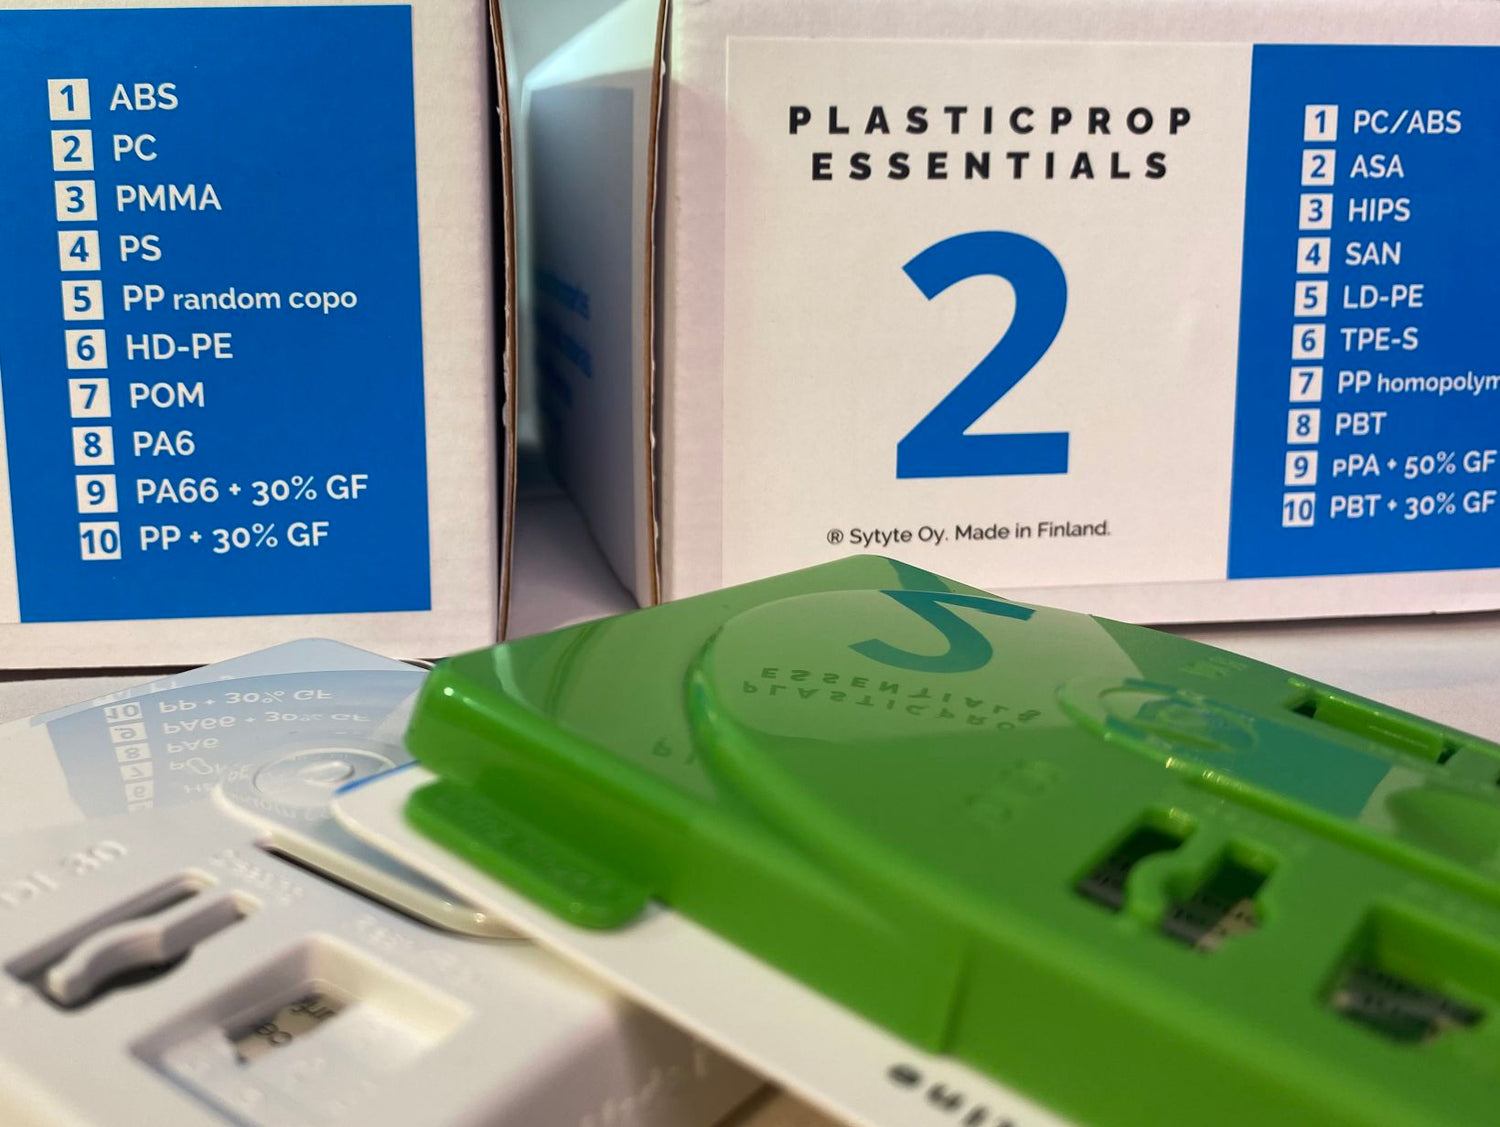 1 ABS
2 PC
3 PMMA
4 PS
5 PP random copo
6 HD-PE
7 POM
8 PA6
9 PA66 + 30% GF
10 PP + 30% GF
PLASTICPROP
ESSENTIALS
2
® Sytyte Oy. Made in Finland.
1 PC/ABS
2 ASA
3 HIPS
4 SAN
5 LD-PE
6 TPE-S
7 PP homopolym
8 PBT
9 pPA + 50% GF
10 PBT + 30% GF